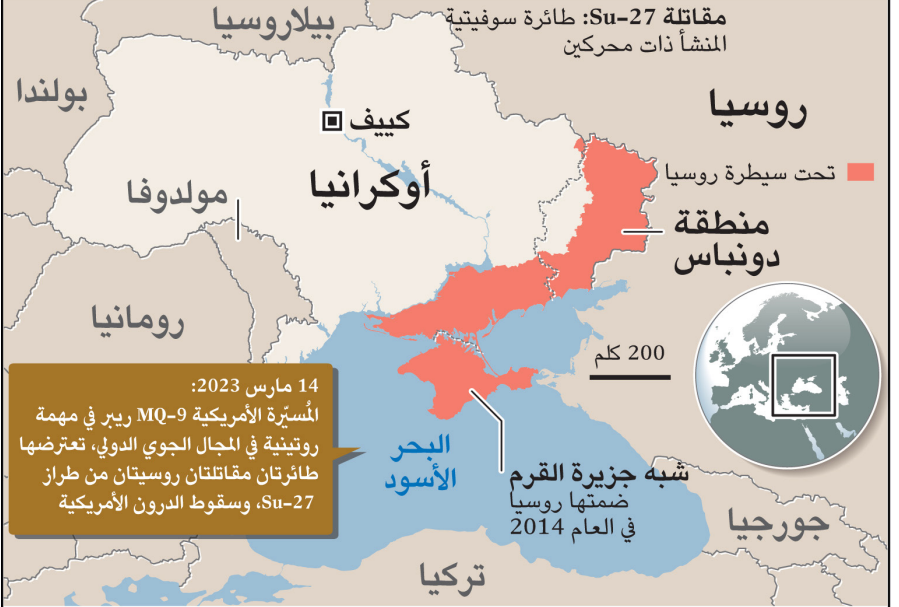 مقاتلة Su-27: طائرة سوفيتية
المنشأ ذات محركين
بيلاروسيا
بولندا
روسيا
كييف
أوكرانيا
تحت سيطرة روسيا
مولدوفا
منطقة
دونباس
رومانيا
200 كلم
14 مارس 2023:
المُسيّرة الأمريكية MQ-9 ريبر في مهمة
روتينية في المجال الجوي الدولي، تعترضها
طائرتان مقاتلتان روسيتان من طراز
Su-27، وسقوط الدرون الأمريكية
البحر
الأسود
شبه جزيرة القرم
ضمتها روسيا
في العام 2014
جورجيا
تركيا